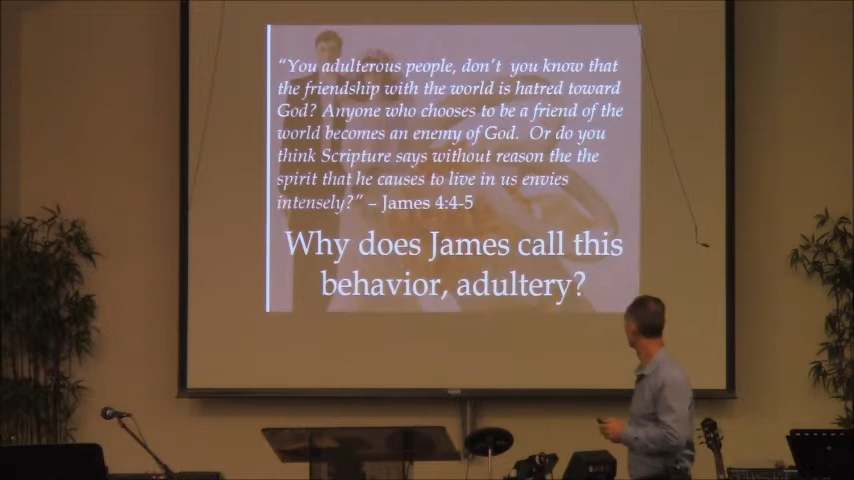 “You adulterous people, don’t you know that
the friendship with the world is hatred toward
God? Anyone who chooses to be a friend of the
world becomes an enemy of God. Or do you
think Scripture says without reason the the
spirit that he causes to live in us envies
intensely?” – James 4:4-5
Why does James call this
behavior, adultery?